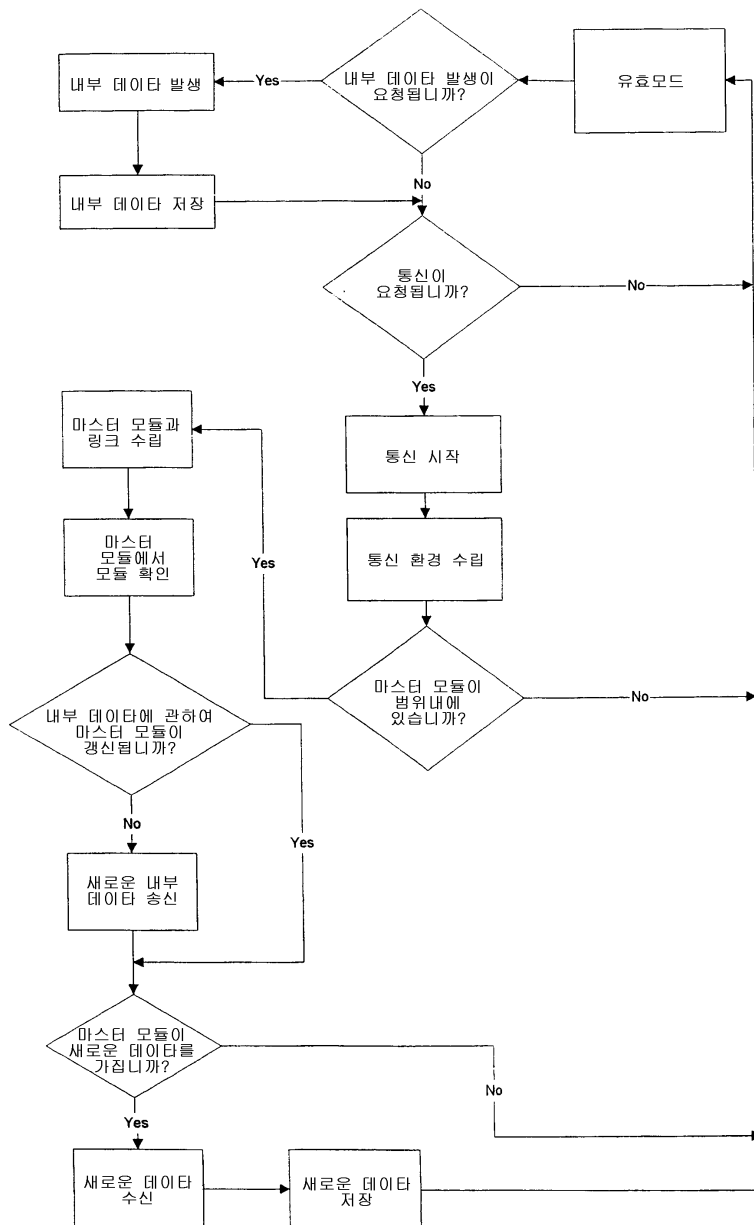 내부 데이타 발생
Yes
내부 데이타 발생이
요청됩니까?
유효모드
No
내부 데이타 저장
통신이
요청됩니까?
No
Yes
마스터 모듈과
링크 수립
통신 시작
마스터
모듈에서
모듈 확인
Yes
통신 환경 수립
내부 데이타에 관하여
마스터 모듈이
갱신됩니까?
마스터 모듈이
범위내에
있습니까?
No
No
Yes
새로운 내부
데이타 송신
마스터 모듈이
새로운 데이타를
가집니까?
No
Yes
새로운 데이타
수신
새로운 데이타
저장